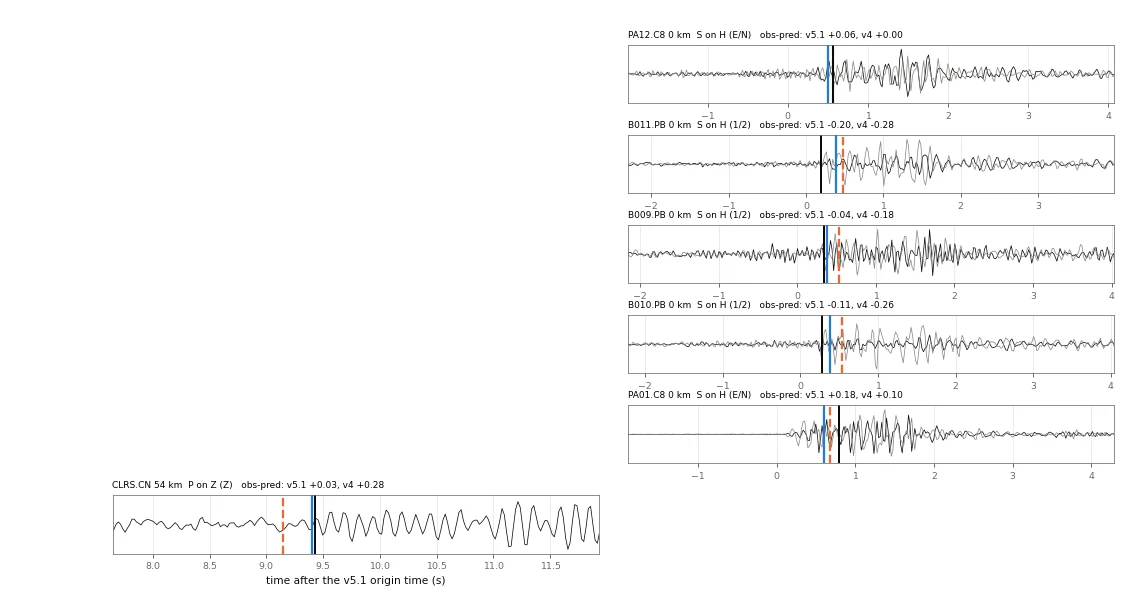 PA12.C8 0 km  S on H (E/N)   obs-pred: v5.1 +0.06, v4 +0.00
−1 0 1 2 3 4
B011.PB 0 km  S on H (1/2)   obs-pred: v5.1 -0.20, v4 -0.28
−2 −1 0 1 2 3
B009.PB 0 km  S on H (1/2)   obs-pred: v5.1 -0.04, v4 -0.18
−2 −1 0 1 2 3 4
B010.PB 0 km  S on H (1/2)   obs-pred: v5.1 -0.11, v4 -0.26
−2 −1 0 1 2 3 4
PA01.C8 0 km  S on H (E/N)   obs-pred: v5.1 +0.18, v4 +0.10
−1 0 1 2 3 4
CLRS.CN 54 km  P on Z (Z)   obs-pred: v5.1 +0.03, v4 +0.28
8.0 8.5 9.0 9.5 10.0 10.5 11.0 11.5
time after the v5.1 origin time (s)